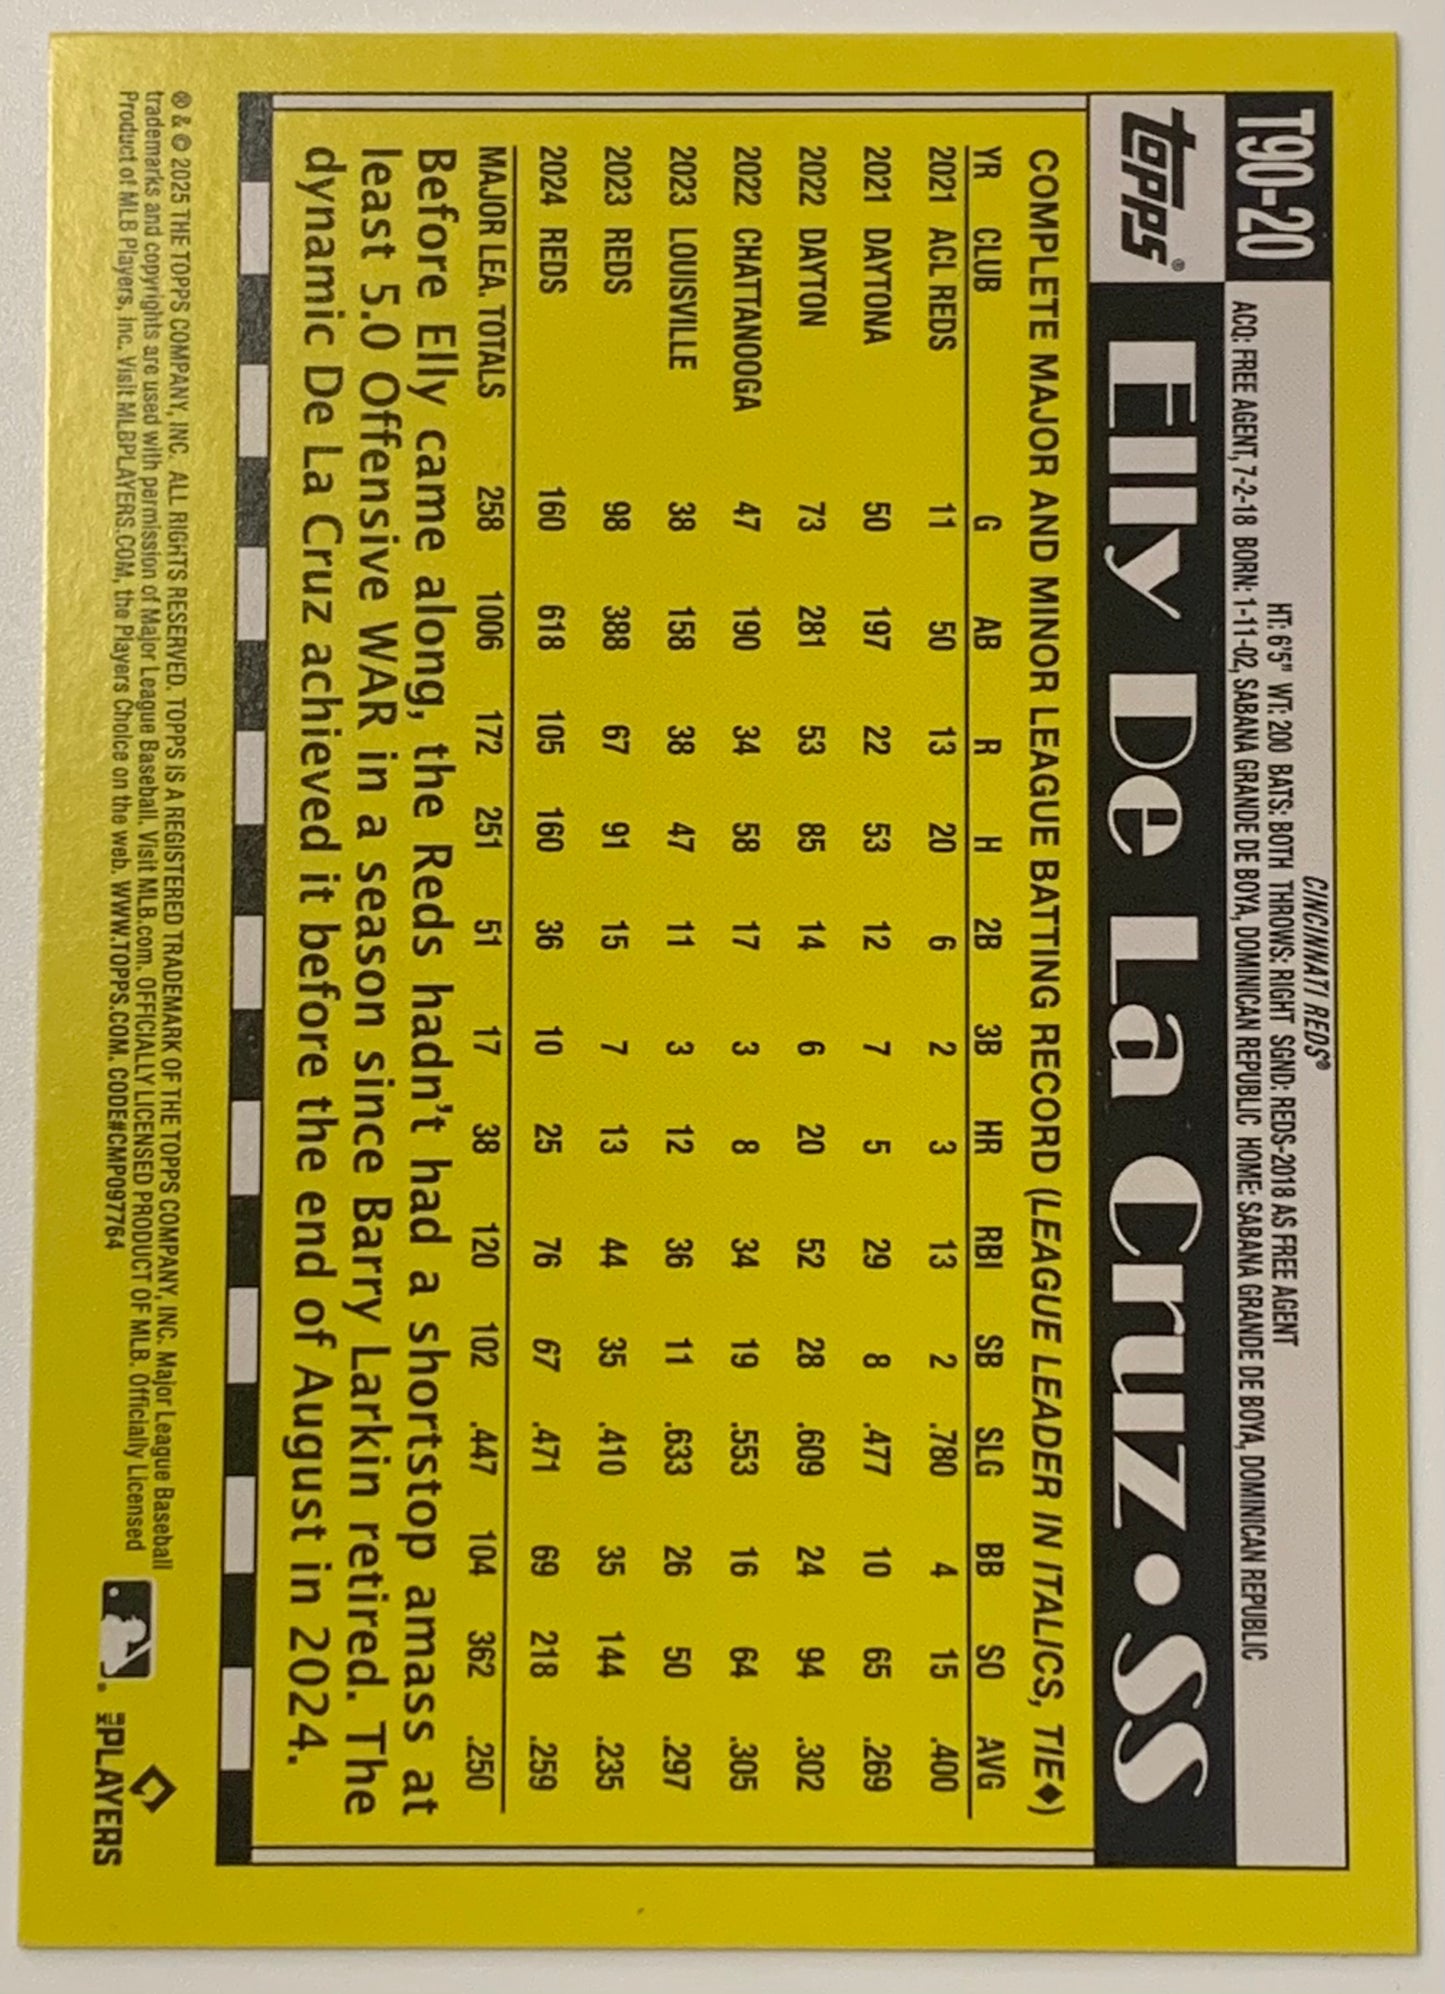 T90-20
CINCINNATI REDS®
HT: 6'5" WT: 200 BATS: BOTH THROWS: RIGHT SGND: REDS-2018 AS FREE AGENT
ACQ: FREE AGENT, 7-2-18 BORN: 1-11-02, SABANA GRANDE DE BOYA, DOMINICAN REPUBLIC HOME: SABANA GRANDE DE BOYA, DOMINICAN REPUBLIC
topps® Elly De La Cruz • SS
COMPLETE MAJOR AND MINOR LEAGUE BATTING RECORD (LEAGUE LEADER IN ITALICS, TIE♦)
YR CLUB G AB R H 2B 3B HR RBI SB SLG BB SO AVG
2021 ACL REDS 11 50 13 20 6 2 3 13 2 .780 4 15 .400
2021 DAYTONA 50 197 22 53 12 7 5 29 8 .477 10 65 .269
2022 DAYTON 73 281 53 85 14 6 20 52 28 .609 24 94 .302
2022 CHATTANOOGA 47 190 34 58 17 3 8 34 19 .553 16 64 .305
2023 LOUISVILLE 38 158 38 47 11 3 12 36 11 .633 26 50 .297
2023 REDS 98 388 67 91 15 7 13 44 35 .410 35 144 .235
2024 REDS 160 618 105 160 36 10 25 76 67 .471 69 218 .259
MAJOR LEA. TOTALS 258 1006 172 251 51 17 38 120 102 .447 104 362 .250
Before Elly came along, the Reds hadn't had a shortstop amass at
least 5.0 Offensive WAR in a season since Barry Larkin retired. The
dynamic De La Cruz achieved it before the end of August in 2024.
® & © 2025 THE TOPPS COMPANY, INC. ALL RIGHTS RESERVED. TOPPS IS A REGISTERED TRADEMARK OF THE TOPPS COMPANY, INC. Major League Baseball
trademarks and copyrights are used with permission of Major League Baseball. Visit MLB.com. OFFICIALLY LICENSED PRODUCT OF MLB. Officially Licensed
Product of MLB Players, Inc. Visit MLBPLAYERS.COM, the Players Choice on the web. WWW.TOPPS.COM. CODE#CMP097764
MLB PLAYERS